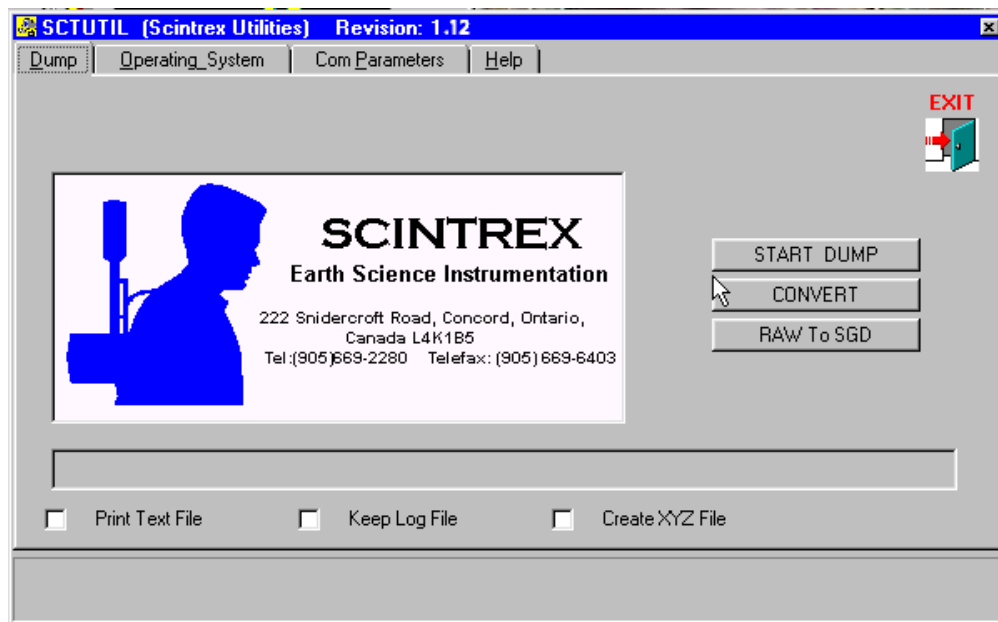 SCTUTIL (Scintrex Utilities) Revision: 1.12
Dump Operating_System Com Parameters Help
EXIT
SCINTREX
Earth Science Instrumentation
222 Snidercroft Road, Concord, Ontario,
Canada L4K1B5
Tel:(905)669-2280 Telefax: (905) 669-6403
START DUMP
CONVERT
RAW To SGD
Print Text File Keep Log File Create XYZ File